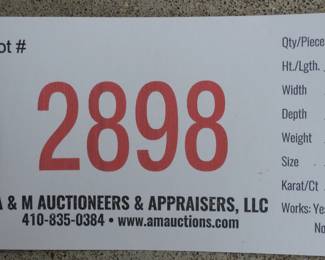 ot #
2898
A & M AUCTIONEERS & APPRAISERS, LLC
410-835-0384 • www.amauctions.com
Qty/Piece
Ht./Lgth.
Width
Depth
Weight
Size
Karat/Ct
Works: Ye
No